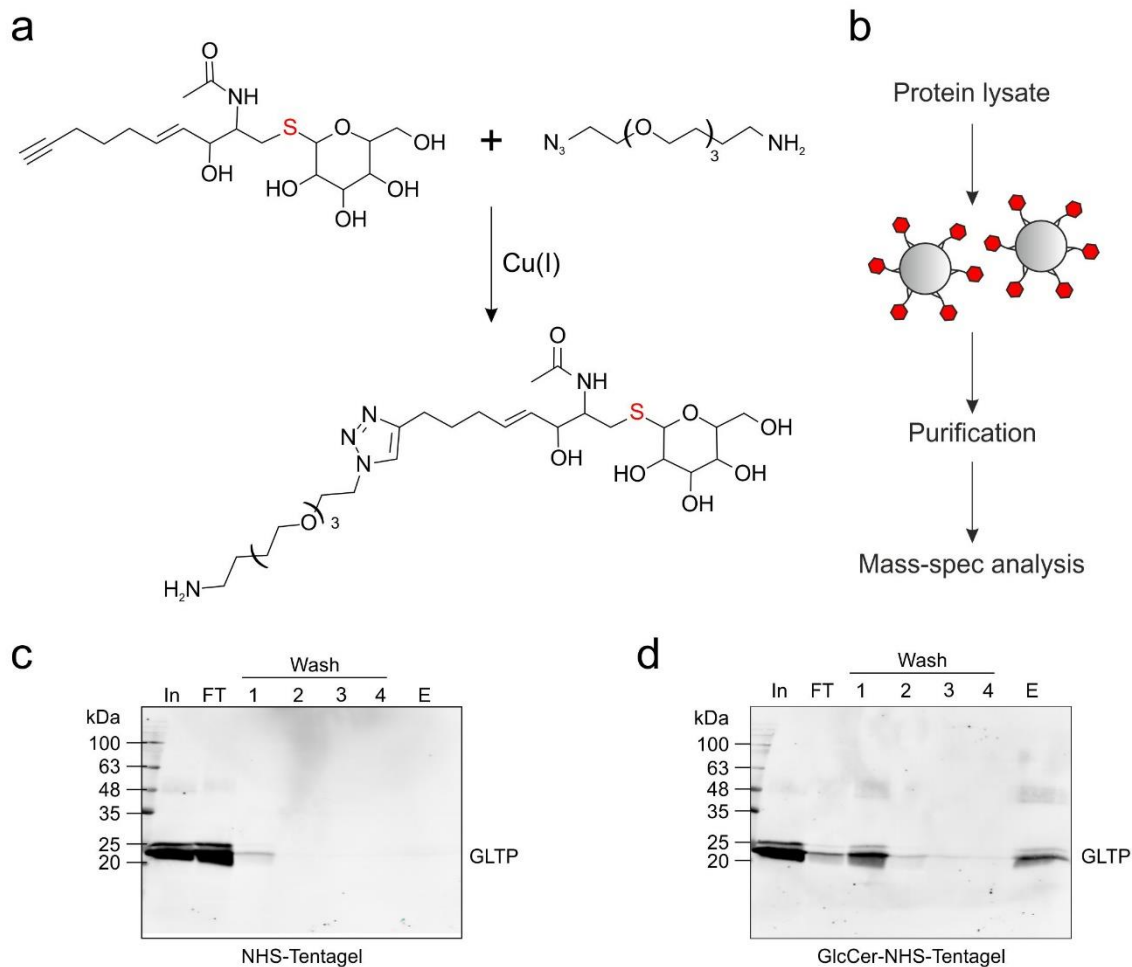 a
b
O
NH
S
O
OH
OH
HO
OH
OH
+
N3
O
3
NH2
Cu(I)
O
NH
S
O
OH
OH
HO
OH
OH
N
N
N
O
3
H2N
Protein lysate
Purification
Mass-spec analysis
c
Wash
In FT 1 2 3 4 E
kDa
100
63
48
35
25
20
GLTP
NHS-Tentagel
d
Wash
In FT 1 2 3 4 E
kDa
100
63
48
35
25
20
GLTP
GlcCer-NHS-Tentagel